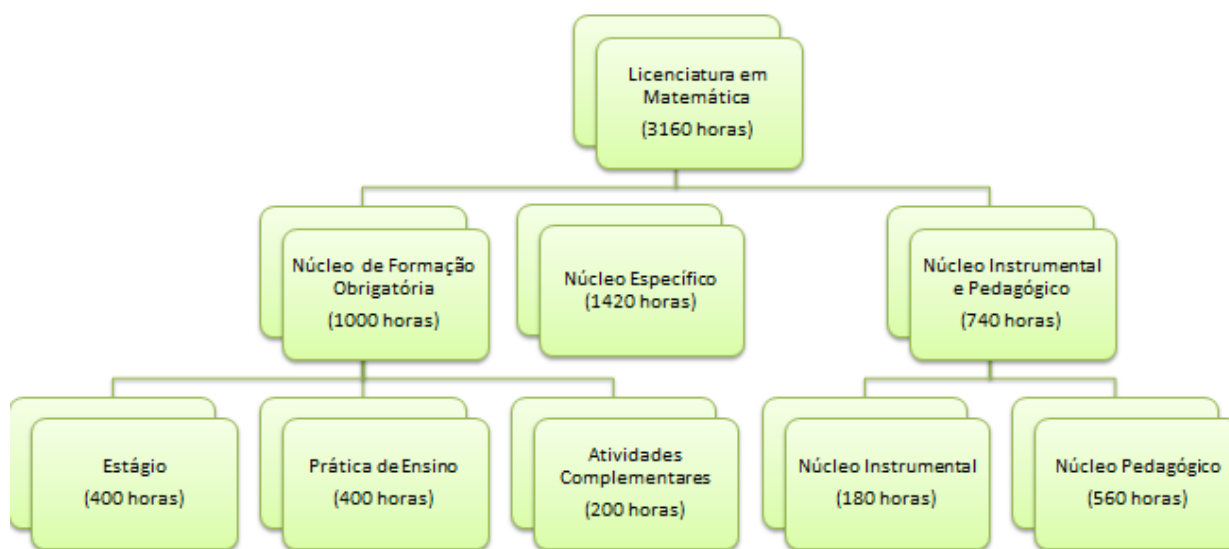 Licenciatura em
Matemática
(3160 horas)
Núcleo de Formação
Obrigatória
(1000 horas)
Núcleo Específico
(1420 horas)
Núcleo Instrumental
e Pedagógico
(740 horas)
Estágio
(400 horas)
Prática de Ensino
(400 horas)
Atividades
Complementares
(200 horas)
Núcleo Instrumental
(180 horas)
Núcleo Pedagógico
(560 horas)